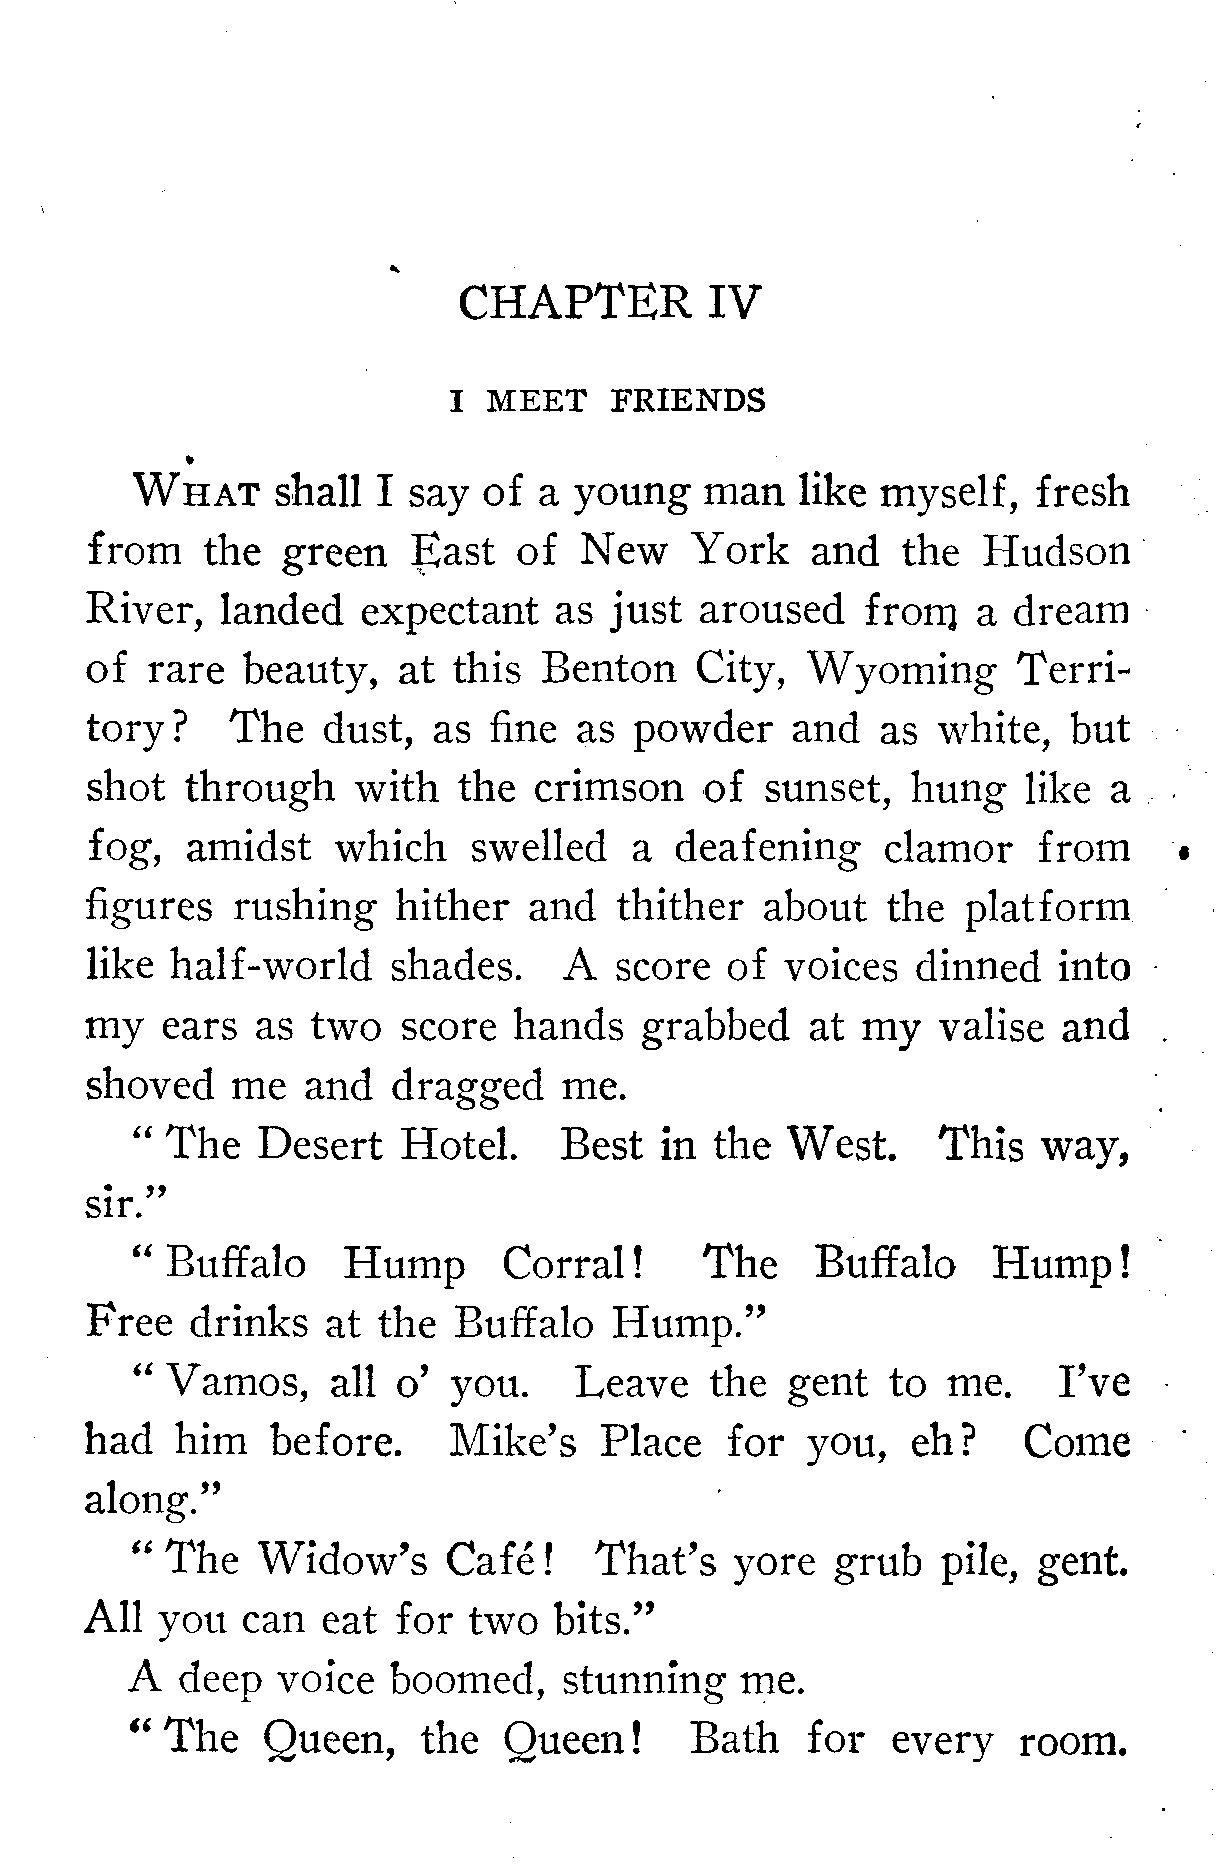 CHAPTER IV
I MEET FRIENDS
WHAT shall I say of a young man like myself, fresh
from the green East of New York and the Hudson
River, landed expectant as just aroused from a dream
of rare beauty, at this Benton City, Wyoming Terri-
tory? The dust, as fine as powder and as white, but
shot through with the crimson of sunset, hung like a
fog, amidst which swelled a deafening clamor from
figures rushing hither and thither about the platform
like half-world shades. A score of voices dinned into
my ears as two score hands grabbed at my valise and
shoved me and dragged me.
“ The Desert Hotel. Best in the West. This way,
sir.”
“ Buffalo Hump Corral! The Buffalo Hump!
Free drinks at the Buffalo Hump.”
“ Vamos, all o’ you. Leave the gent to me. I’ve
had him before. Mike’s Place for you, eh? Come
along.”
“ The Widow’s Café! That’s yore grub pile, gent.
All you can eat for two bits.”
A deep voice boomed, stunning me.
“ The Queen, the Queen! Bath for every room.